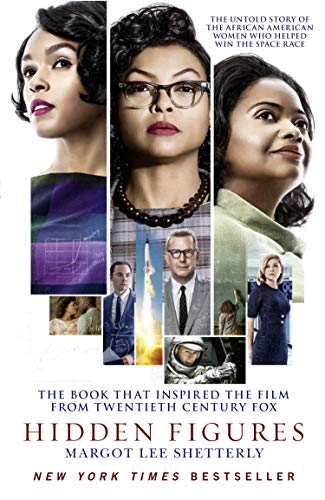 THE UNTOLD STORY OF
THE AFRICAN AMERICAN
WOMEN WHO HELPED
WIN THE SPACE RACE
THE BOOK THAT INSPIRED THE FILM
FROM TWENTIETH CENTURY FOX
HIDDEN FIGURES
MARGOT LEE SHETTERLY
NEW YORK TIMES BESTSELLER